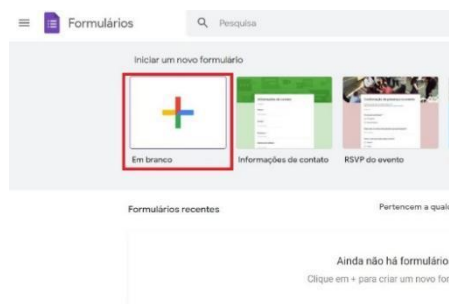 Formulários
Pesquisa
Iniciar um novo formulário
Em branco
Informações de contato
RSVP do evento
Formulários recentes
Pertencem a qual
Ainda não há formulário
Clique em + para criar um novo for